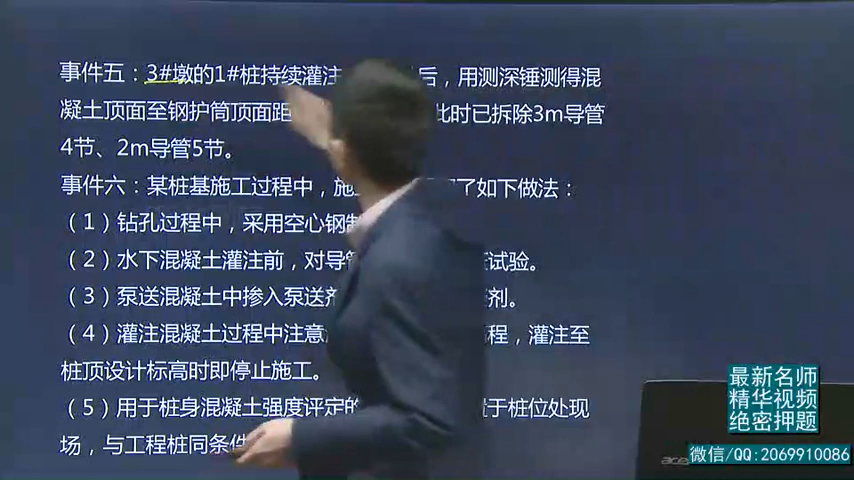 事件五：3#墩的1#桩持续灌注 后，用测深锤测得混
凝土顶面至钢护筒顶面距 此时已拆除3m导管
4节、2m导管5节。
事件六：某桩基施工过程中，施 了如下做法：
（1）钻孔过程中，采用空心钢制
（2）水下混凝土灌注前，对导管 试验。
（3）泵送混凝土中掺入泵送剂 剂。
（4）灌注混凝土过程中注意 程，灌注至
桩顶设计标高时即停止施工。
（5）用于桩身混凝土强度评定的 置于桩位处现
场，与工程桩同条件
最新名师
精华视频
绝密押题
微信/QQ:2069910086
acer